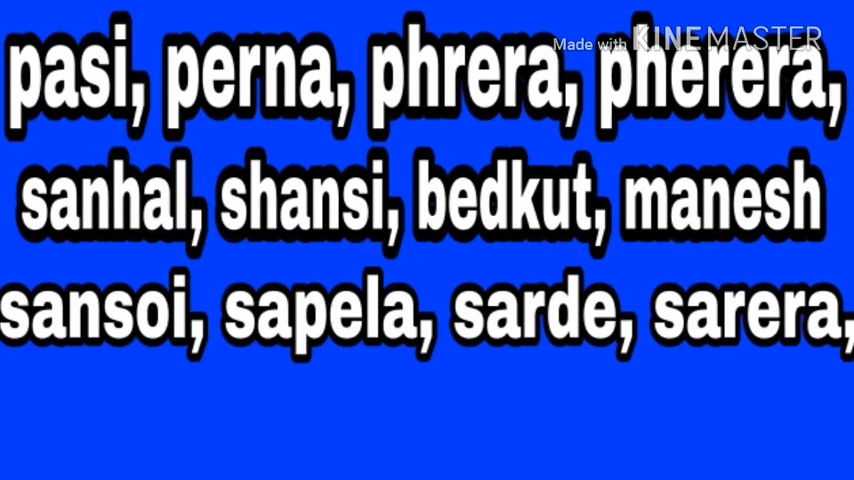 Made with KINEMASTER
pasi, perna, phrera, pherera,
sanhal, shansi, bedkut, manesh
sansoi, sapela, sarde, sarera,